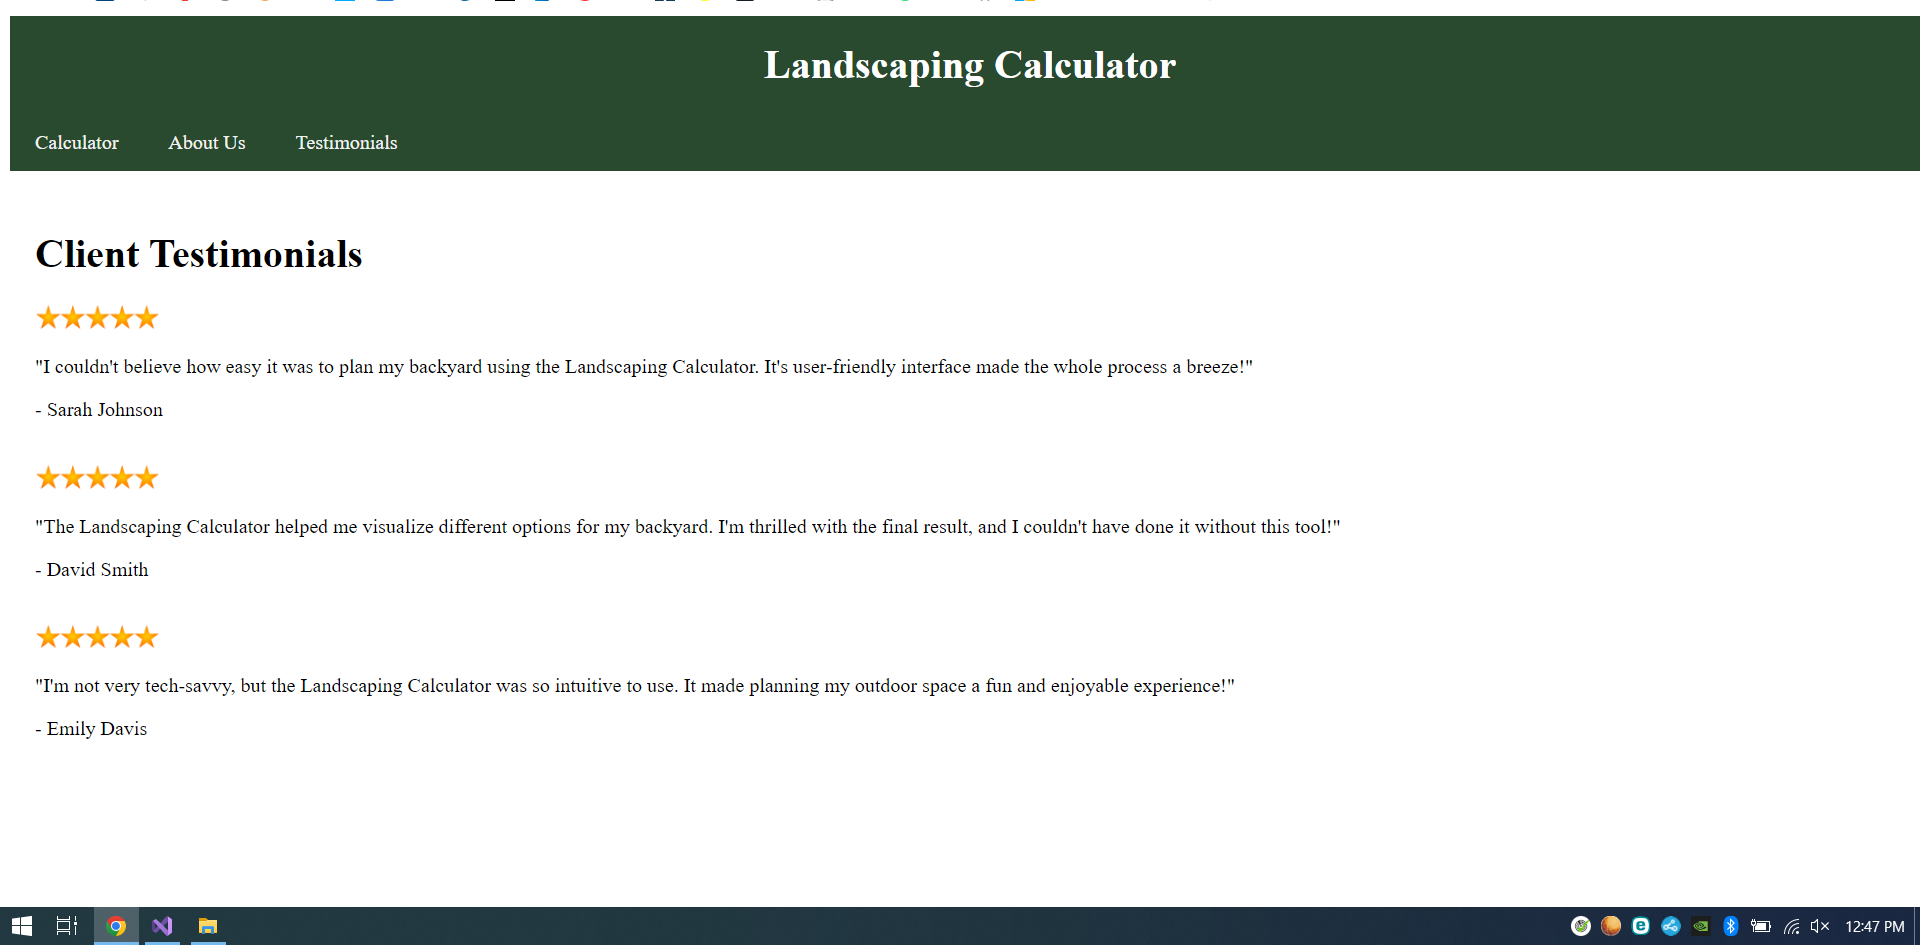 Landscaping Calculator
Calculator About Us Testimonials
Client Testimonials
"I couldn't believe how easy it was to plan my backyard using the Landscaping Calculator. It's user-friendly interface made the whole process a breeze!"
- Sarah Johnson
"The Landscaping Calculator helped me visualize different options for my backyard. I'm thrilled with the final result, and I couldn't have done it without this tool!"
- David Smith
"I'm not very tech-savvy, but the Landscaping Calculator was so intuitive to use. It made planning my outdoor space a fun and enjoyable experience!"
- Emily Davis
12:47 PM